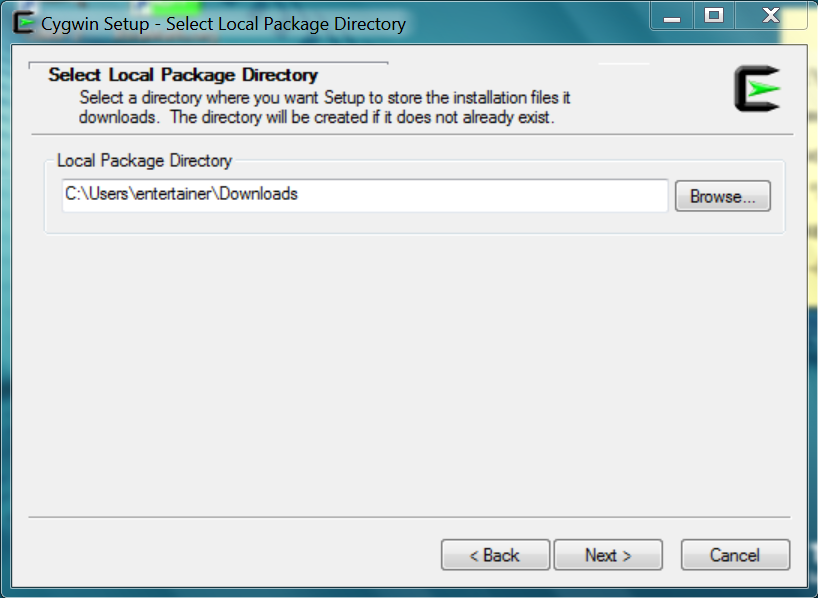 Cygwin Setup - Select Local Package Directory
Select Local Package Directory
Select a directory where you want Setup to store the installation files it
downloads. The directory will be created if it does not already exist.
Local Package Directory
C:\Users\entertainer\Downloads
Browse...
< Back
Next >
Cancel